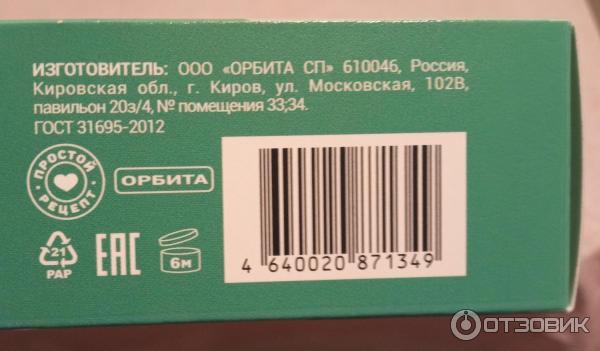 ИЗГОТОВИТЕЛЬ: ООО «ОРБИТА СП» 610046, Россия,
Кировская обл., г. Киров, ул. Московская, 102В,
павильон 20з/4, № помещения 33,34.
ГОСТ 31695-2012
ПРОСТОЙ
РЕЦЕПТ
ОРБИТА
21
PAP
EAC
6м
4 640020 871349
ОТЗОВИК